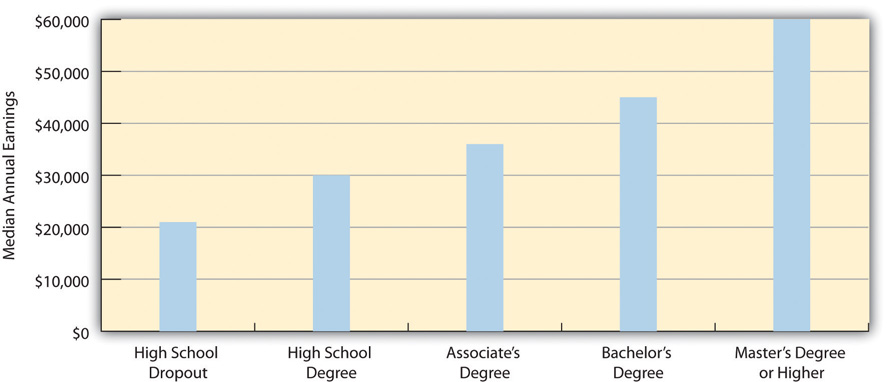 Median Annual Earnings
$60,000
$50,000
$40,000
$30,000
$20,000
$10,000
$0
High School
Dropout
High School
Degree
Associate's
Degree
Bachelor's
Degree
Master's Degree
or Higher